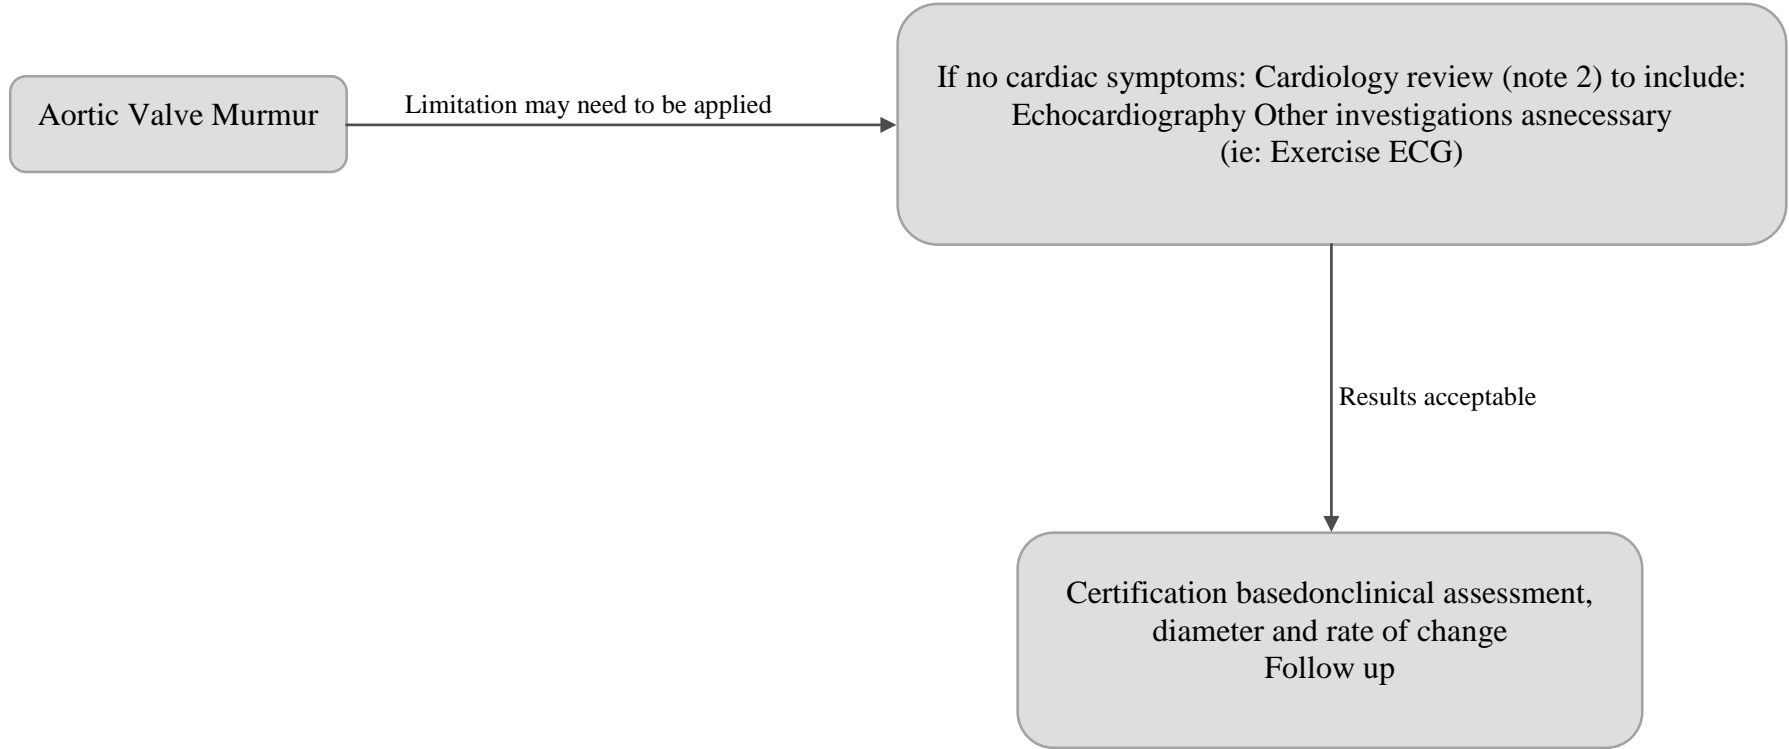 Aortic Valve Murmur
Limitation may need to be applied
If no cardiac symptoms: Cardiology review (note 2) to include:
Echocardiography Other investigations asnecessary
(ie: Exercise ECG)
Results acceptable
Certification basedonclinical assessment,
diameter and rate of change
Follow up